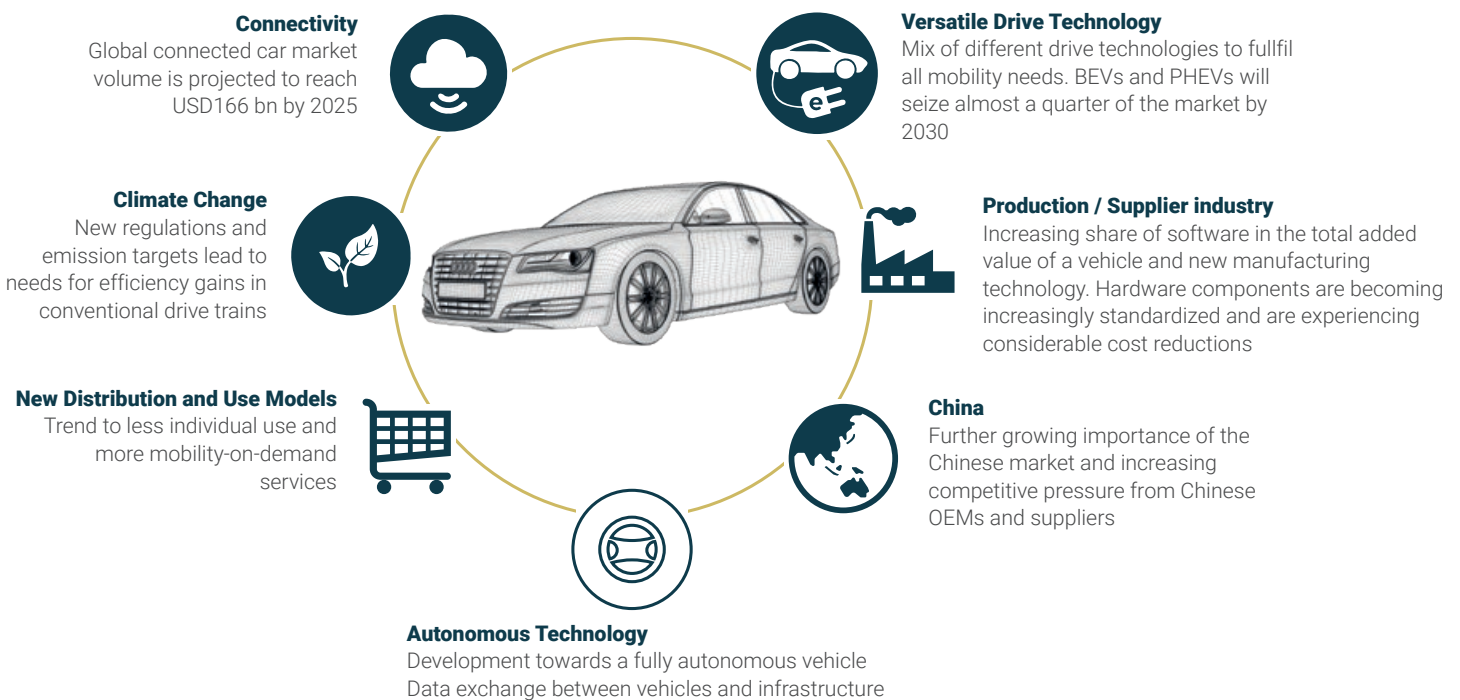 Connectivity
Global connected car market
volume is projected to reach
USD166 bn by 2025
Versatile Drive Technology
Mix of different drive technologies to fullfil
all mobility needs. BEVs and PHEVs will
seize almost a quarter of the market by
2030
e
Climate Change
New regulations and
emission targets lead to
needs for efficiency gains in
conventional drive trains
Production / Supplier industry
Increasing share of software in the total added
value of a vehicle and new manufacturing
technology. Hardware components are becoming
increasingly standardized and are experiencing
considerable cost reductions
New Distribution and Use Models
Trend to less individual use and
more mobility-on-demand
services
China
Further growing importance of the
Chinese market and increasing
competitive pressure from Chinese
OEMs and suppliers
Autonomous Technology
Development towards a fully autonomous vehicle
Data exchange between vehicles and infrastructure